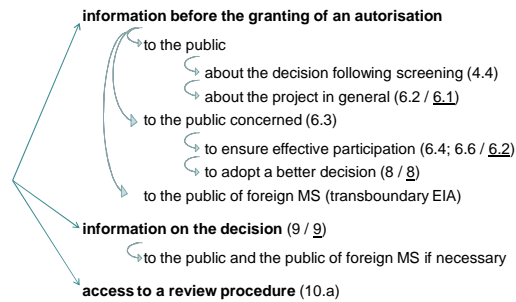 information before the granting of an autorisation
to the public
about the decision following screening (4.4)
about the project in general (6.2 / 6.1)
to the public concerned (6.3)
to ensure effective participation (6.4; 6.6 / 6.2)
to adopt a better decision (8 / 8)
to the public of foreign MS (transboundary EIA)
information on the decision (9 / 9)
to the public and the public of foreign MS if necessary
access to a review procedure (10.a)